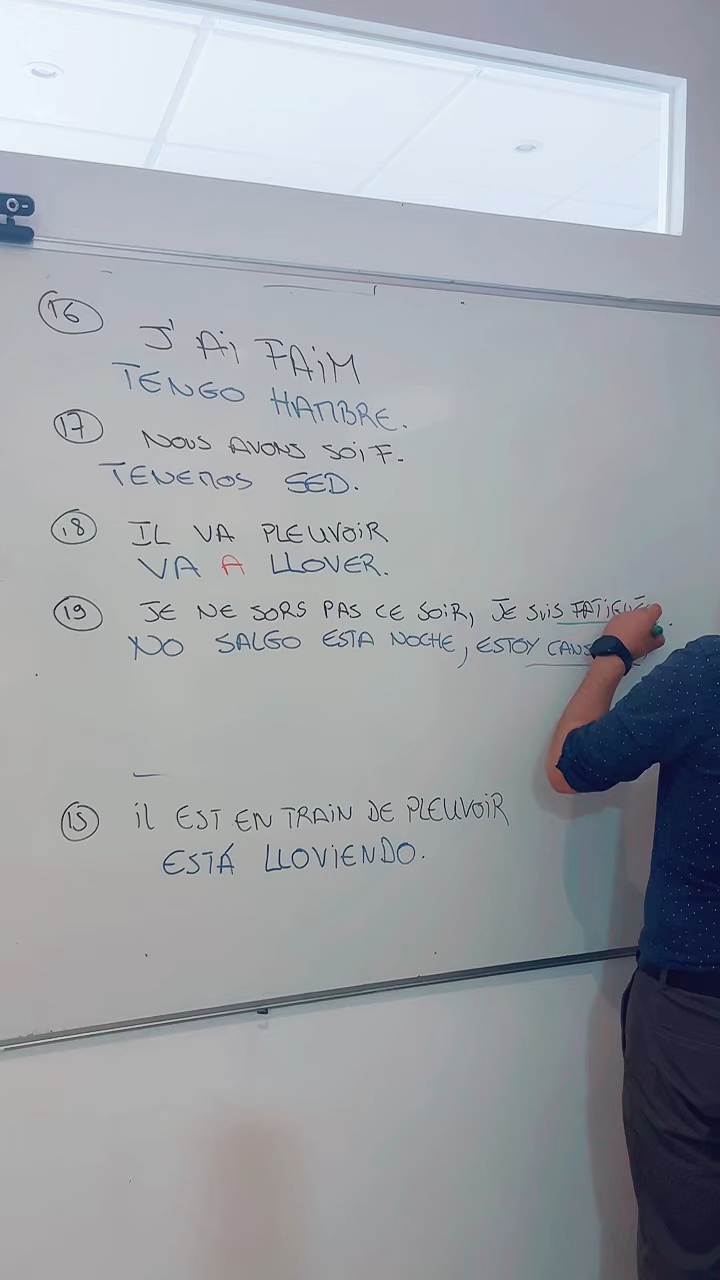 16
J'Ai FAiM
TENGO HAMBRE.
17
NOUS AVONS SOiF.
TENEMOS SED.
18
IL VA PLEUVOiR
VA A LLOVER.
19
JE NE SORS PAS CE SOiR, JE SUiS
NO SALGO ESTA NOCHE, ESTOY
15
iL EST EN TRAiN DE PLEUVOiR
ESTÁ LLOViENDO.